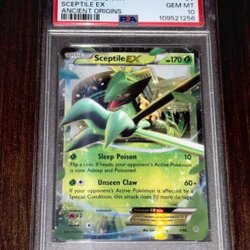 SCEPTILE EX
ANCIENT ORIGINS
GEM MT
10
PSA
109521256
Sceptile EX HP 170
Sleep Poison 10
Flip a coin. If heads, your opponent's Active Pokémon is now Asleep and Poisoned.
Unseen Claw 60+
If your opponent's Active Pokémon is affected by a Special Condition, this attack does 70 more damage.